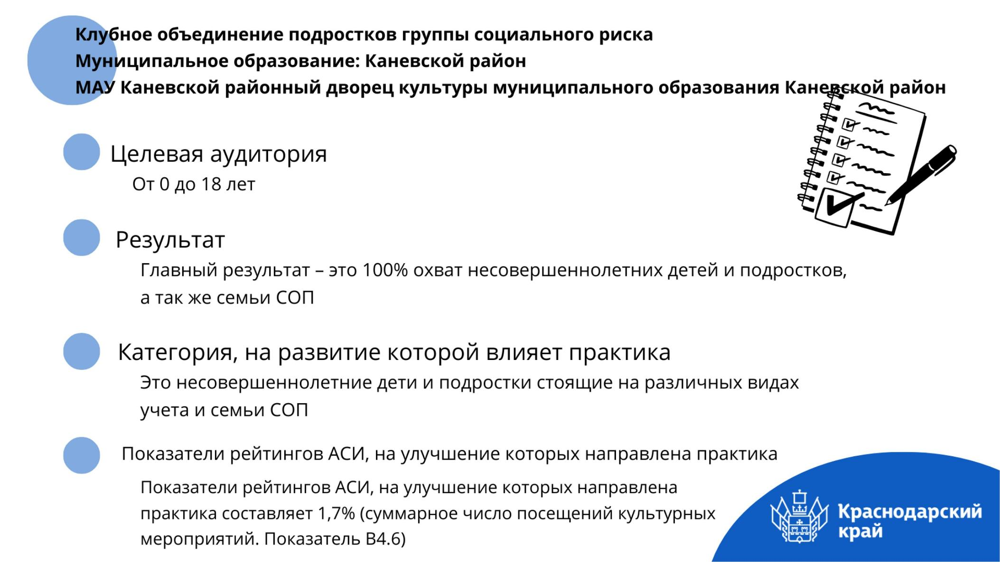 Клубное объединение подростков группы социального риска
Муниципальное образование: Каневской район
МАУ Каневской районный дворец культуры муниципального образования Каневской район
Целевая аудитория
От 0 до 18 лет
Результат
Главный результат – это 100% охват несовершеннолетних детей и подростков,
а так же семьи СОП
Категория, на развитие которой влияет практика
Это несовершеннолетние дети и подростки стоящие на различных видах
учета и семьи СОП
Показатели рейтингов АСИ, на улучшение которых направлена практика
Показатели рейтингов АСИ, на улучшение которых направлена
практика составляет 1,7% (суммарное число посещений культурных
мероприятий. Показатель В4.6)
Краснодарский
край